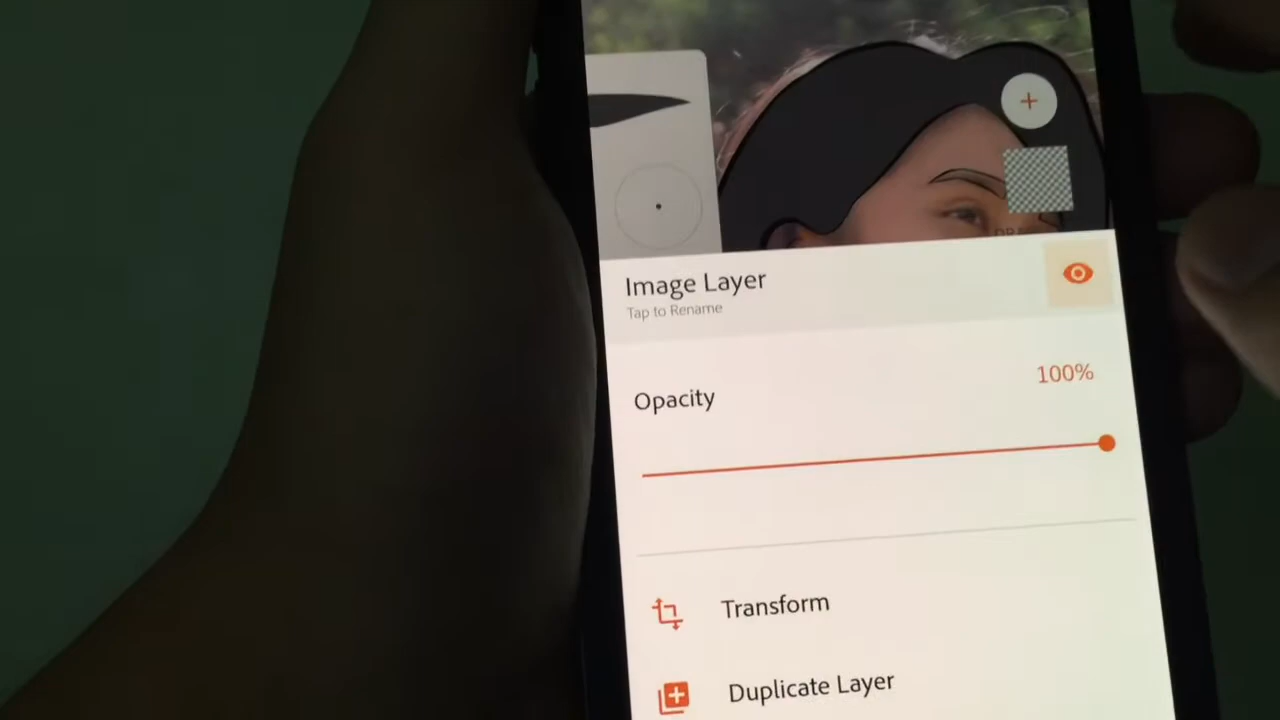 Image Layer
Tap to Rename
Opacity
100%
Transform
Duplicate Layer